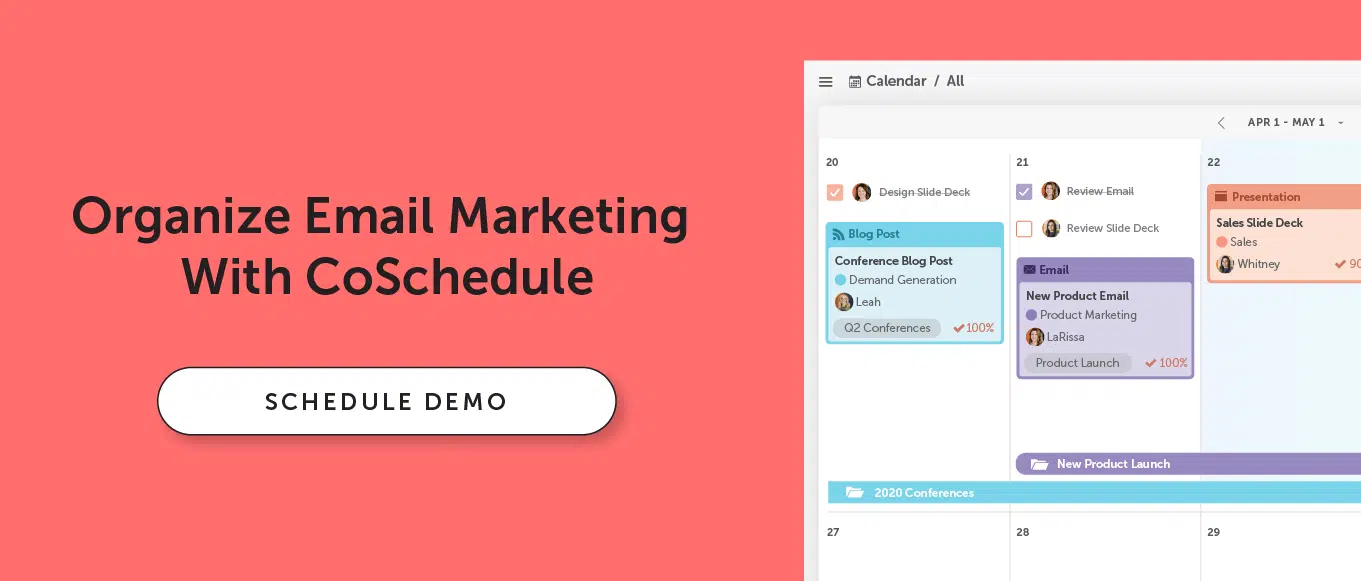 Organize Email Marketing
With CoSchedule
SCHEDULE DEMO
Calendar / All
APR 1 - MAY 1
20
Design Slide Deck
Blog Post
Conference Blog Post
Demand Generation
Leah
Q2 Conferences
100%
21
Review Email
Review Slide Deck
Email
New Product Email
Product Marketing
LaRissa
Product Launch
100%
22
Presentation
Sales Slide Deck
Sales
Whitney
90
New Product Launch
2020 Conferences
27
28
29